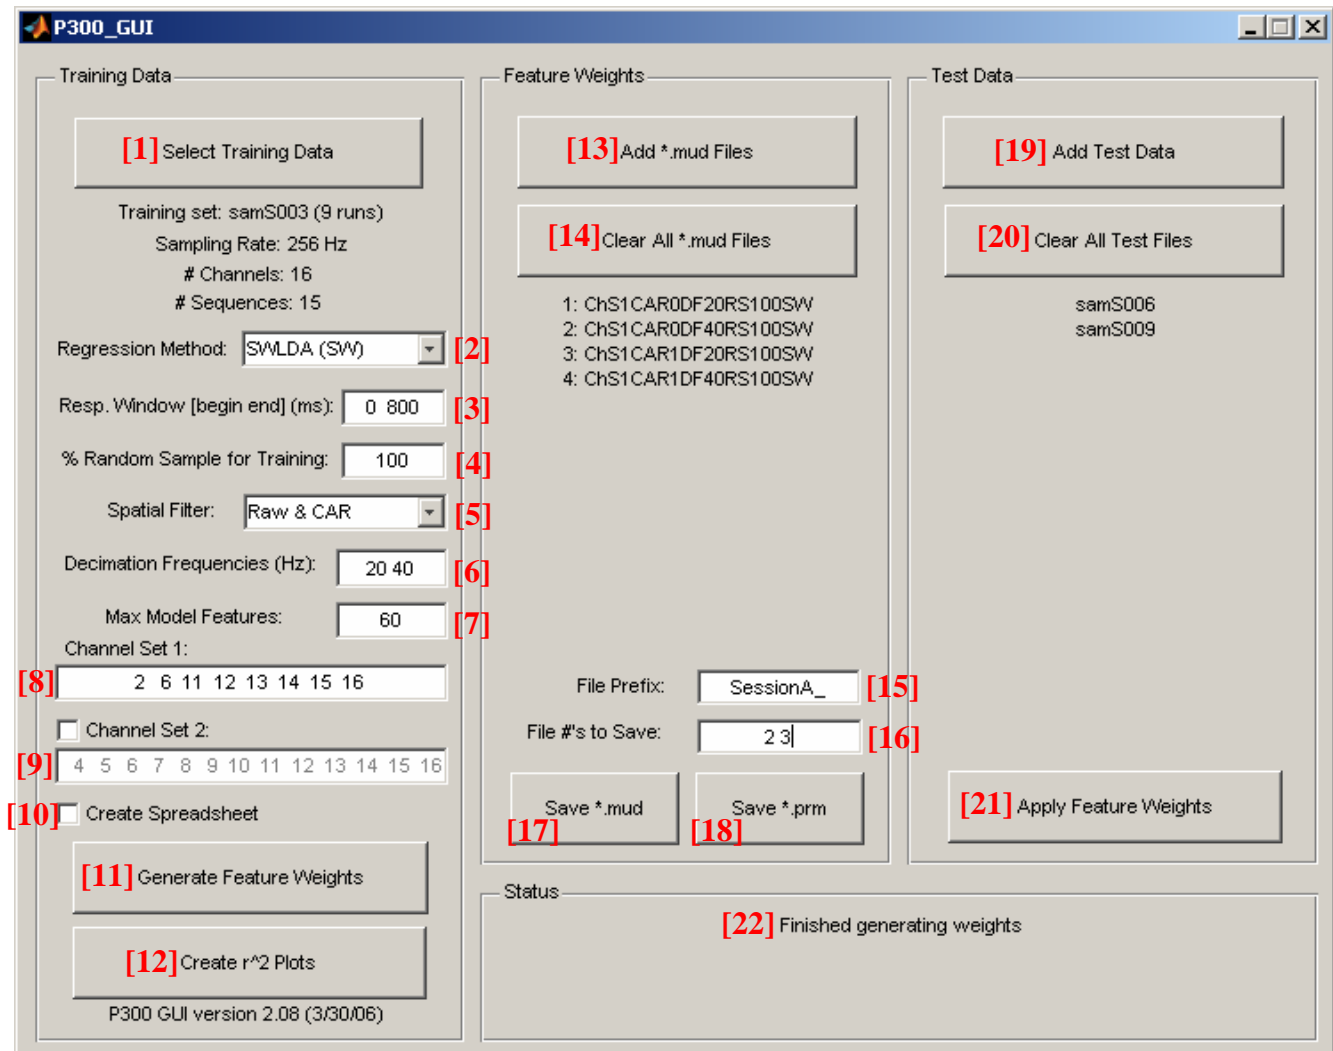 P300_GUI
Training Data
[1] Select Training Data
Training set: samS003 (9 runs)
Sampling Rate: 256 Hz
# Channels: 16
# Sequences: 15
Regression Method: SWLDA (SW) [2]
Resp. Window [begin end] (ms): 0 800 [3]
% Random Sample for Training: 100 [4]
Spatial Filter: Raw & CAR [5]
Decimation Frequencies (Hz): 20 40 [6]
Max Model Features: 60 [7]
Channel Set 1:
[8] 2 6 11 12 13 14 15 16
Channel Set 2:
[9] 4 5 6 7 8 9 10 11 12 13 14 15 16
[10] Create Spreadsheet
[11] Generate Feature Weights
[12] Create r^2 Plots
P300 GUI version 2.08 (3/30/06)
Feature Weights
[13] Add *.mud Files
[14] Clear All *.mud Files
1: ChS1CAR0DF20RS100SW
2: ChS1CAR0DF40RS100SW
3: ChS1CAR1DF20RS100SW
4: ChS1CAR1DF40RS100SW
File Prefix: SessionA_ [15]
File #'s to Save: 2 3 [16]
Save *.mud [17]
Save *.prm [18]
Test Data
[19] Add Test Data
[20] Clear All Test Files
samS006
samS009
[21] Apply Feature Weights
Status
[22] Finished generating weights